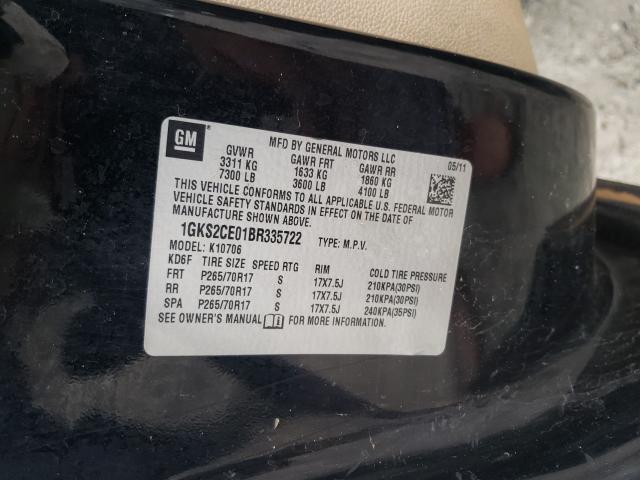 GM
MFD BY GENERAL MOTORS LLC
GVWR GAWR FRT GAWR RR 05/11
3311 KG 1633 KG 1860 KG
7300 LB 3600 LB 4100 LB
THIS VEHICLE CONFORMS TO ALL APPLICABLE U.S. FEDERAL MOTOR
VEHICLE SAFETY STANDARDS IN EFFECT ON THE DATE OF
MANUFACTURE SHOWN ABOVE.
1GKS2CE01BR335722 TYPE: M.P.V.
MODEL: K10706
KD6F TIRE SIZE SPEED RTG RIM COLD TIRE PRESSURE
FRT P265/70R17 S 17X7.5J 210KPA(30PSI)
RR P265/70R17 S 17X7.5J 210KPA(30PSI)
SPA P265/70R17 S 17X7.5J 240KPA(35PSI)
SEE OWNER'S MANUAL FOR MORE INFORMATION.